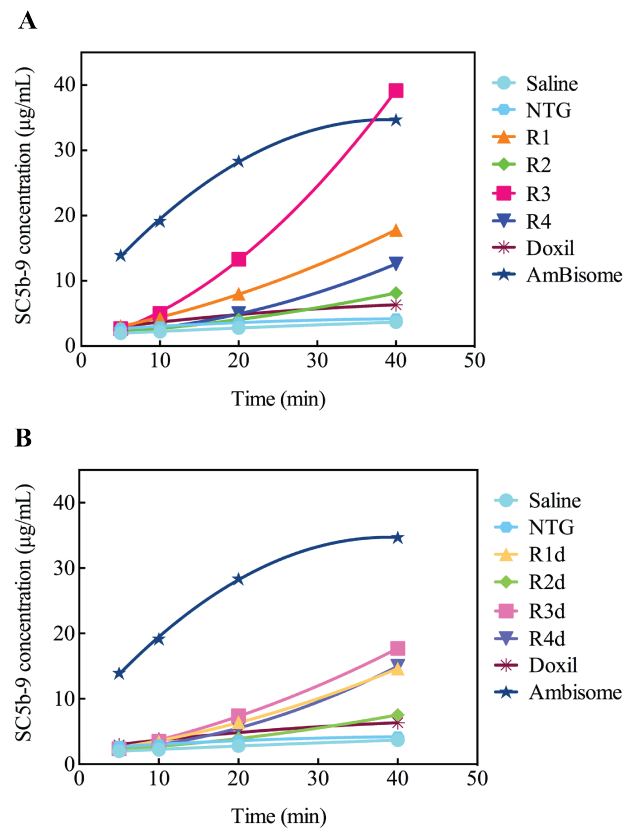 A
SC5b-9 concentration (µg/mL)
40
30
20
10
0
0
10
20
30
40
50
Time (min)
Saline
NTG
R1
R2
R3
R4
Doxil
AmBisome
B
SC5b-9 concentration (µg/mL)
40
30
20
10
0
0
10
20
30
40
50
Time (min)
Saline
NTG
R1d
R2d
R3d
R4d
Doxil
Ambisome